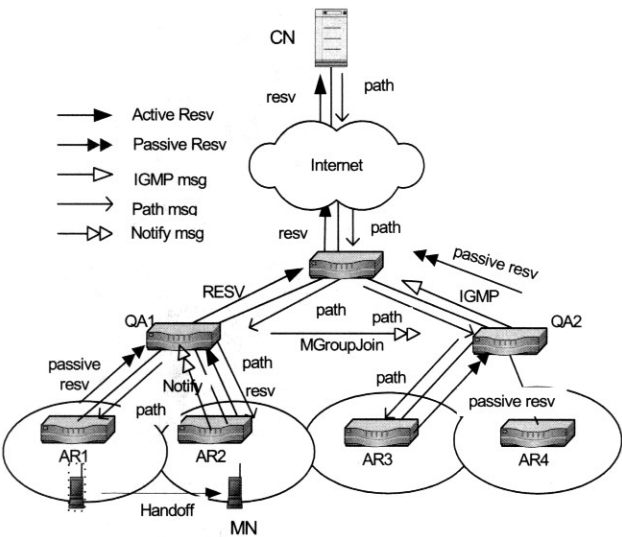 CN
resv
path
Active Resv
Passive Resv
IGMP msg
Path msg
Notify msg
Internet
resv
path
passive resv
RESV
IGMP
path
path
QA1
MGroupJoin
QA2
passive
resv
Notify
path
resv
path
passive resv
path
AR1
AR2
AR3
AR4
Handoff
MN